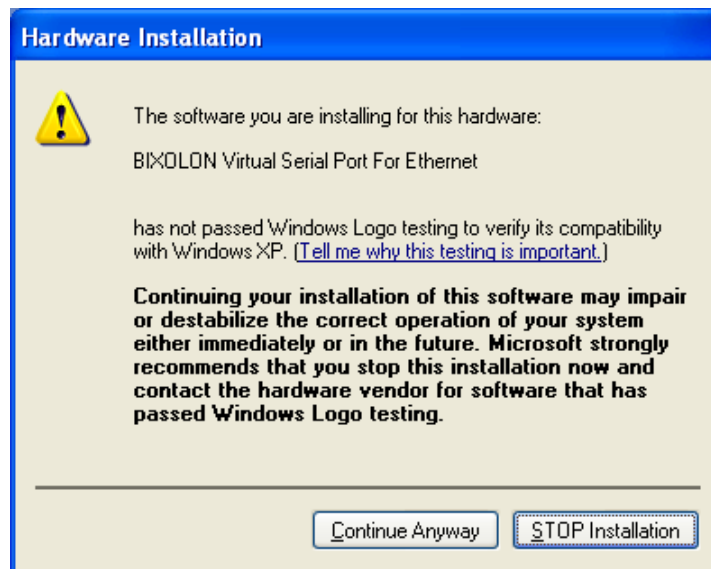 Hardware Installation
The software you are installing for this hardware:
BIXOLON Virtual Serial Port For Ethernet
has not passed Windows Logo testing to verify its compatibility
with Windows XP. (Tell me why this testing is important.)
Continuing your installation of this software may impair
or destabilize the correct operation of your system
either immediately or in the future. Microsoft strongly
recommends that you stop this installation now and
contact the hardware vendor for software that has
passed Windows Logo testing.
Continue Anyway
STOP Installation